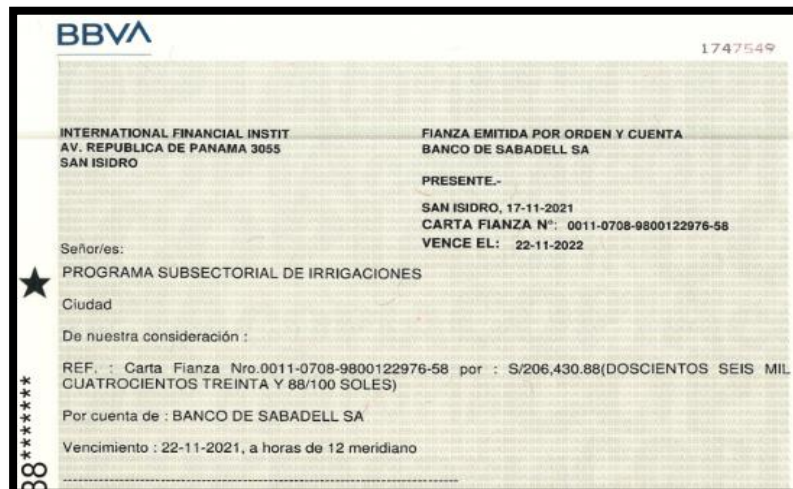 BBVA
1747549
INTERNATIONAL FINANCIAL INSTIT
AV. REPUBLICA DE PANAMA 3055
SAN ISIDRO
FIANZA EMITIDA POR ORDEN Y CUENTA
BANCO DE SABADELL SA
PRESENTE.-
SAN ISIDRO, 17-11-2021
CARTA FIANZA Nº: 0011-0708-9800122976-58
VENCE EL: 22-11-2022
Señor/es:
PROGRAMA SUBSECTORIAL DE IRRIGACIONES
Ciudad
De nuestra consideración :
REF. : Carta Fianza Nro.0011-0708-9800122976-58 por : S/206,430.88(DOSCIENTOS SEIS MIL
CUATROCIENTOS TREINTA Y 88/100 SOLES)
Por cuenta de : BANCO DE SABADELL SA
Vencimiento : 22-11-2021, a horas de 12 meridiano
88*******